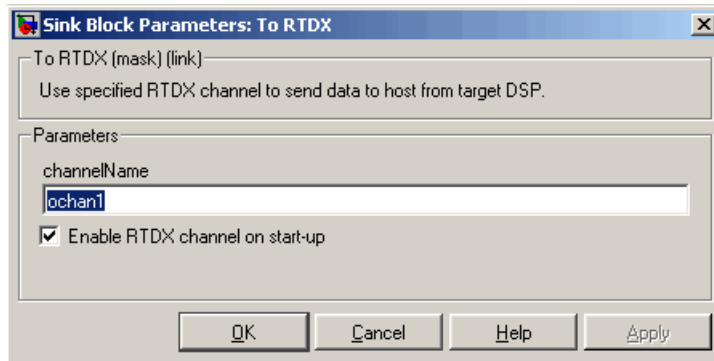 Sink Block Parameters: To RTDX
To RTDX (mask) (link)
Use specified RTDX channel to send data to host from target DSP.
Parameters
channelName
ochan1
Enable RTDX channel on start-up
OK Cancel Help Apply